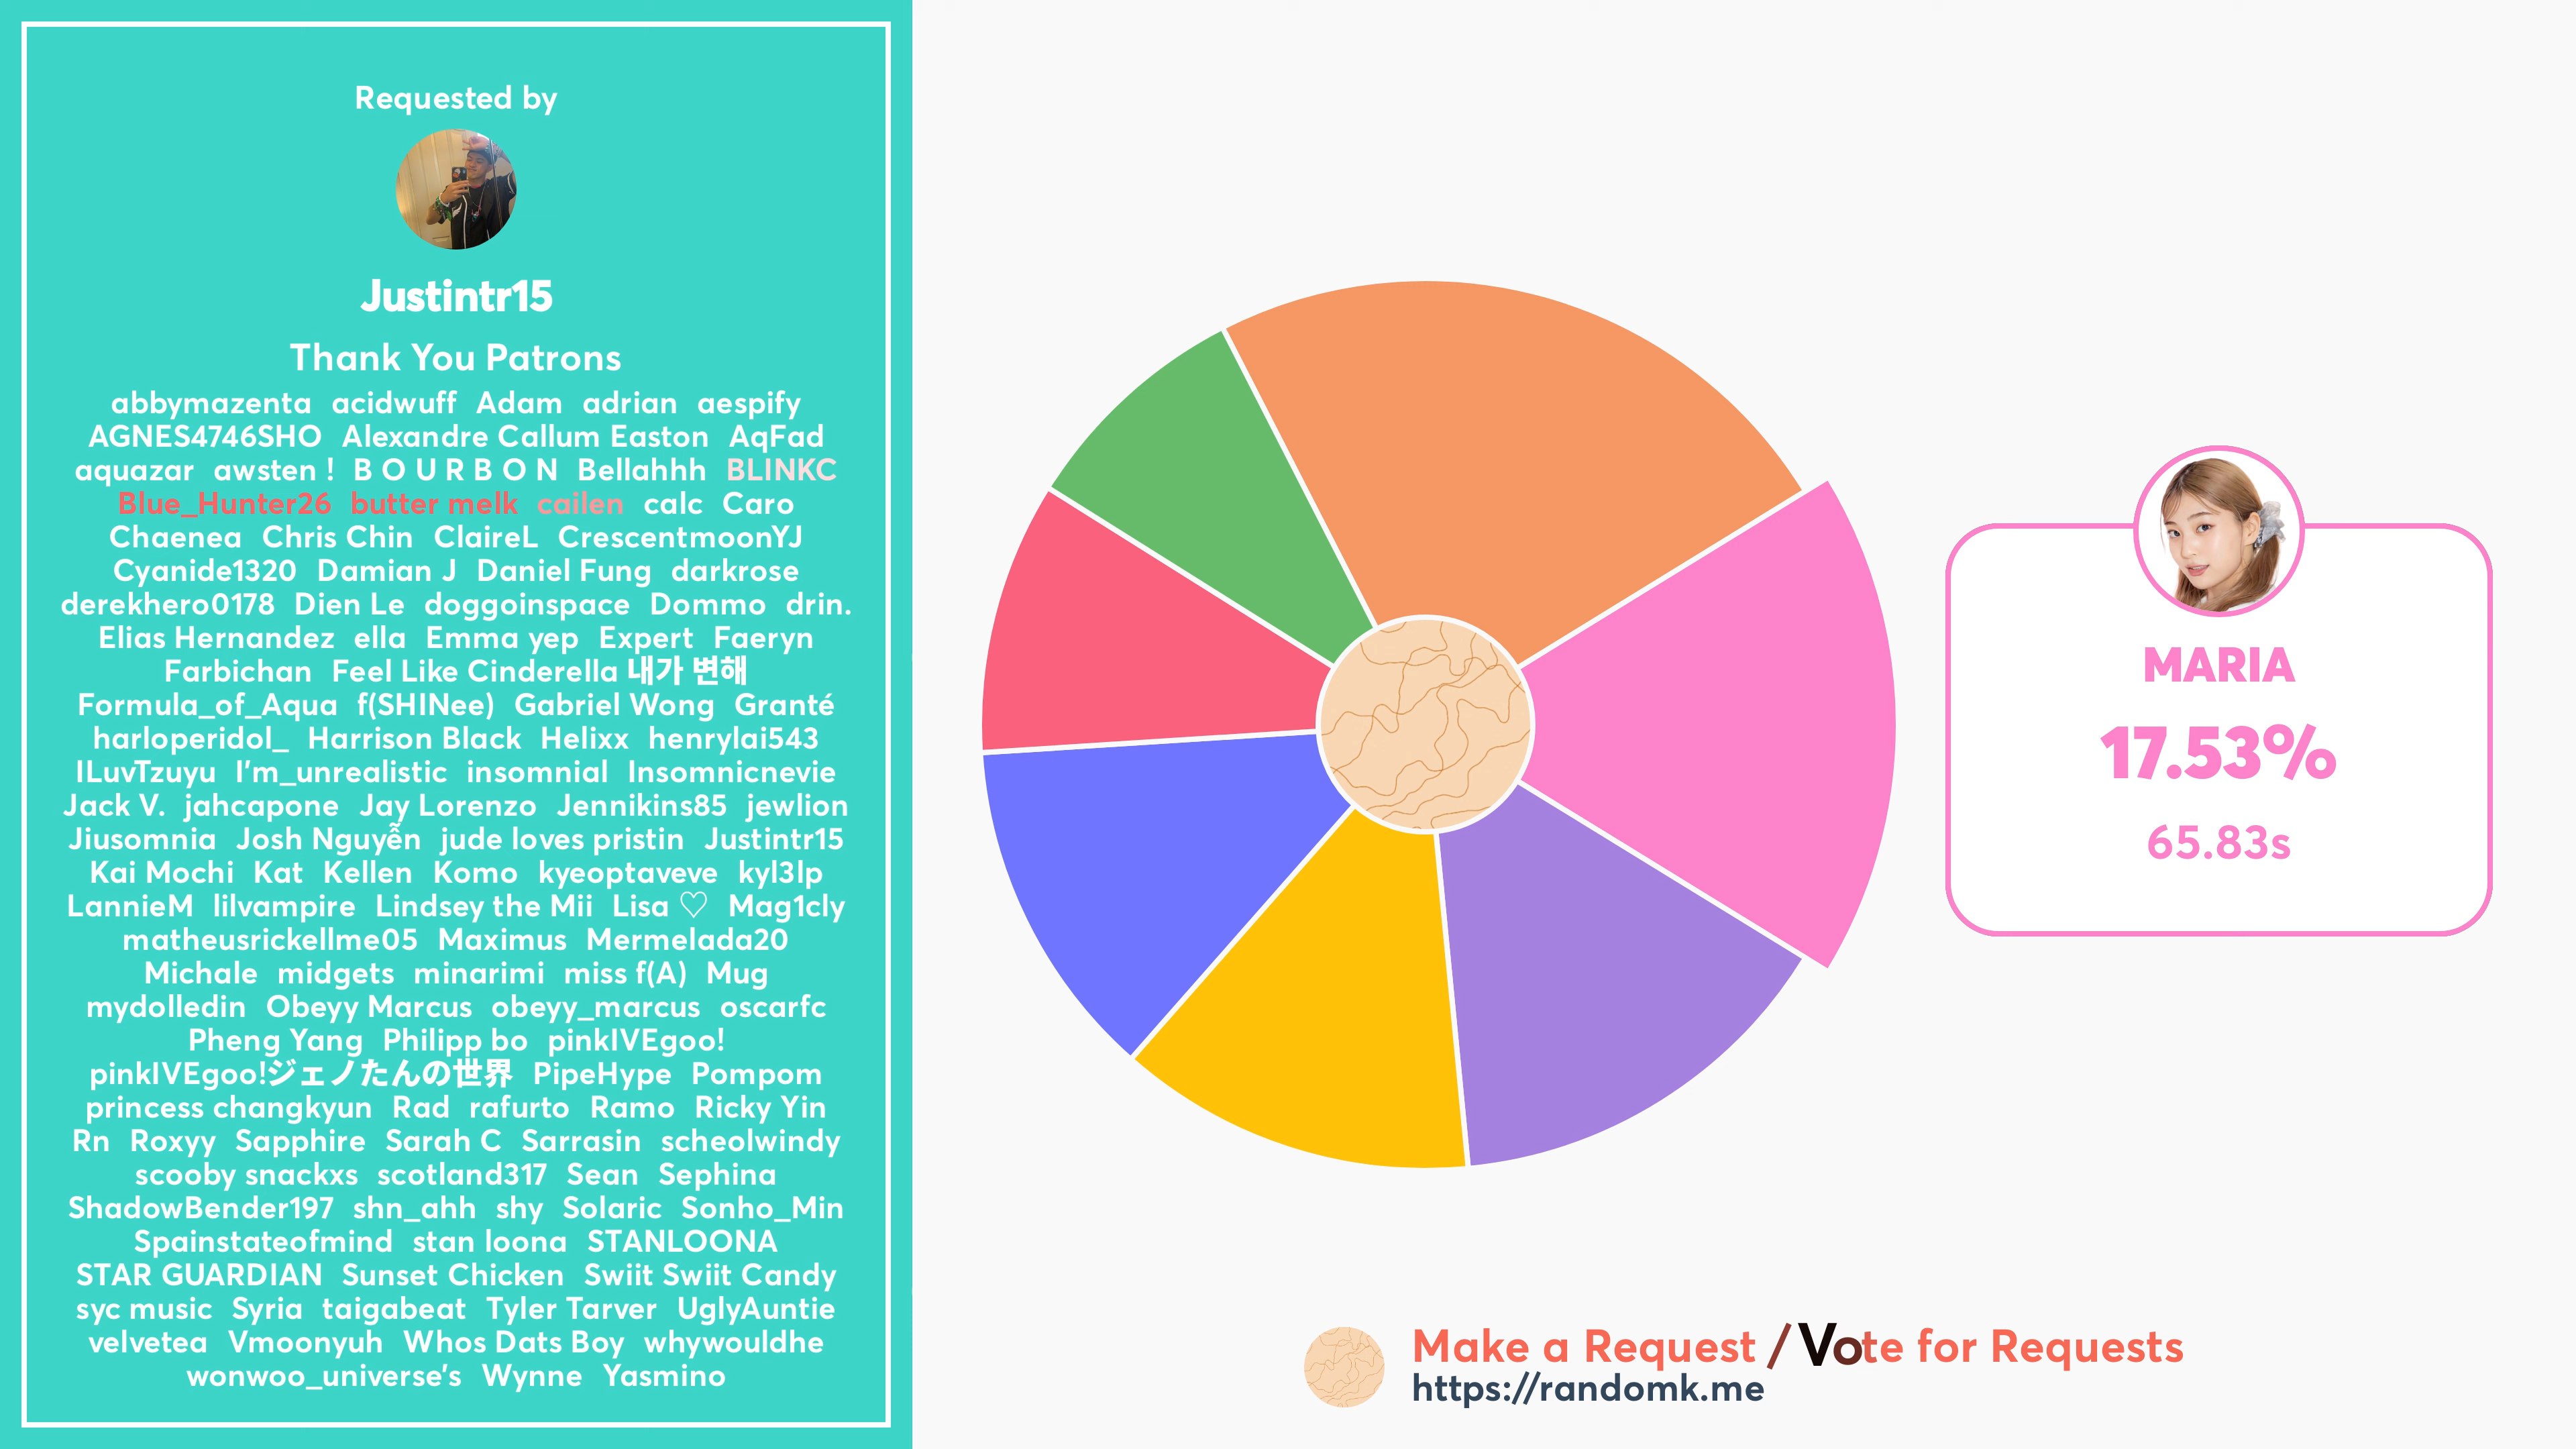 Requested by
Justintr15
Thank You Patrons
abbymazenta acidwuff Adam adrian aespify
AGNES4746SHO Alexandre Callum Easton AqFad
aquazar awsten ! B O U R B O N Bellahhh BLINKC
Blue_Hunter26 butter melk cailen calc Caro
Chaenea Chris Chin ClaireL CrescentmoonYJ
Cyanide1320 Damian J Daniel Fung darkrose
derekhero0178 Dien Le doggoinspace Dommo drin.
Elias Hernandez ella Emma yep Expert Faeryn
Farbichan Feel Like Cinderella 내가 변해
Formula_of_Aqua f(SHINee) Gabriel Wong Granté
harloperidol_ Harrison Black Helixx henrylai543
ILuvTzuyu I'm_unrealistic insomnial Insomnicnevie
Jack V. jahcapone Jay Lorenzo Jennikins85 jewlion
Jiusomnia Josh Nguyễn jude loves pristin Justintr15
Kai Mochi Kat Kellen Komo kyeoptaveve kyl3lp
LannieM lilvampire Lindsey the Mii Lisa ♡ Mag1cly
matheusrickellme05 Maximus Mermelada20
Michale midgets minarimi miss f(A) Mug
mydolledin Obeyy Marcus obeyy_marcus oscarfc
Pheng Yang Philipp bo pinkIVEgoo!
pinkIVEgoo!ジェノたんの世界 PipeHype Pompom
princess changkyun Rad rafurto Ramo Ricky Yin
Rn Roxyy Sapphire Sarah C Sarrasin scheolwindy
scooby snackxs scotland317 Sean Sephina
ShadowBender197 shn_ahh shy Solaric Sonho_Min
Spainstateofmind stan loona STANLOONA
STAR GUARDIAN Sunset Chicken Swiit Swiit Candy
syc music Syria taigabeat Tyler Tarver UglyAuntie
velvetea Vmoonyuh Whos Dats Boy whywouldhe
wonwoo_universe's Wynne Yasmino
MARIA
17.53%
65.83s
Make a Request / Vote for Requests
https://randomk.me